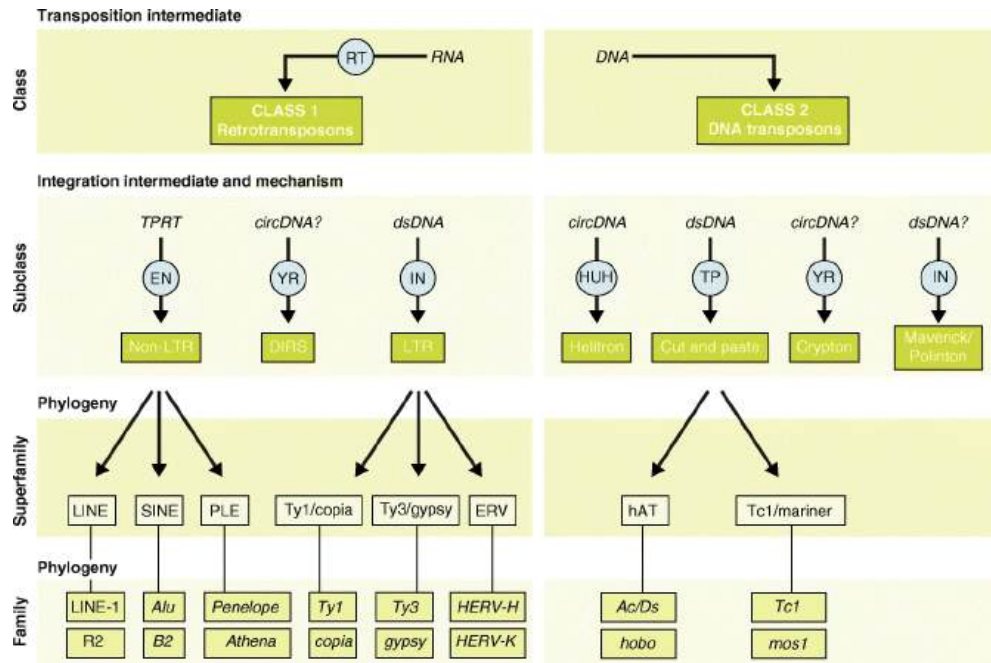 Transposition intermediate
Class
RT
RNA
CLASS 1
Retrotransposons
DNA
CLASS 2
DNA transposons
Integration intermediate and mechanism
Subclass
TPRT
circDNA?
dsDNA
circDNA
dsDNA
circDNA?
dsDNA?
EN
YR
IN
HUH
TP
YR
IN
Non-LTR
DIRS
LTR
Helitron
Cut and paste
Crypton
Maverick/
Polinton
Phylogeny
Superfamily
LINE
SINE
PLE
Ty1/copia
Ty3/gypsy
ERV
hAT
Tc1/mariner
Phylogeny
Family
LINE-1
Alu
Penelope
Ty1
Ty3
HERV-H
Ac/Ds
Tc1
R2
B2
Athena
copia
gypsy
HERV-K
hobo
mos1